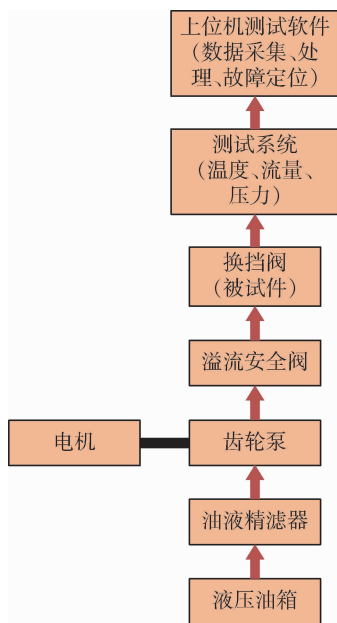 上位机测试软件
(数据采集、处
理、故障定位)
测试系统
(温度、流量、
压力)
换挡阀
(被试件)
溢流安全阀
电机
齿轮泵
油液精滤器
液压油箱